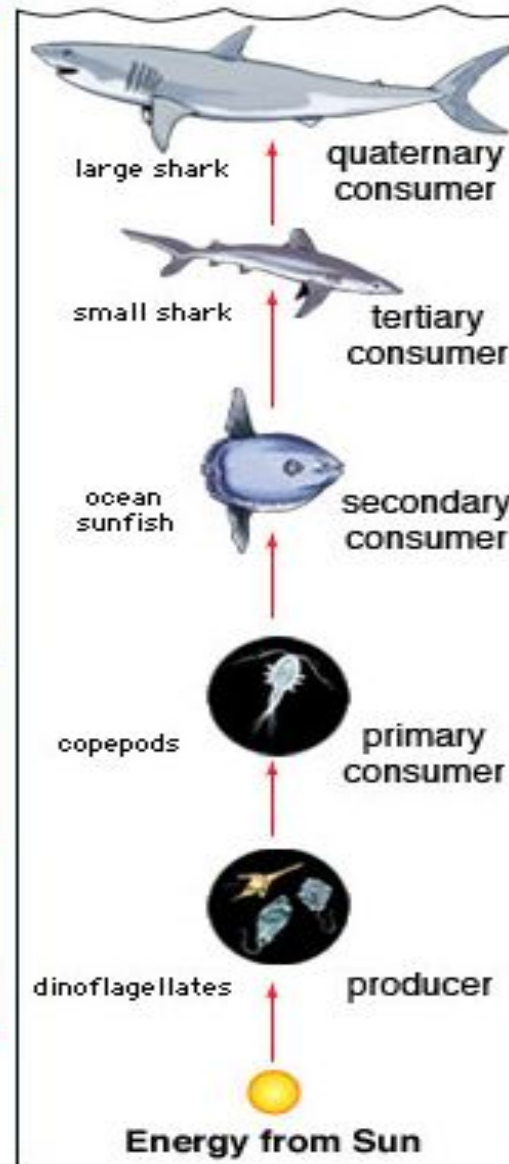 large shark
quaternary
consumer
small shark
tertiary
consumer
ocean
sunfish
secondary
consumer
copepods
primary
consumer
dinoflagellates
producer
Energy from Sun